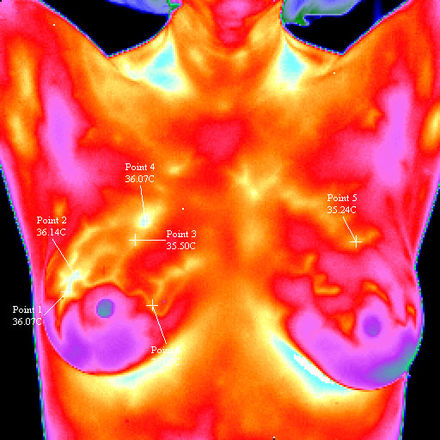 Point 4
36.07C
Point 5
35.24C
Point 2
36.14C
Point 3
35.50C
Point 1
36.07C